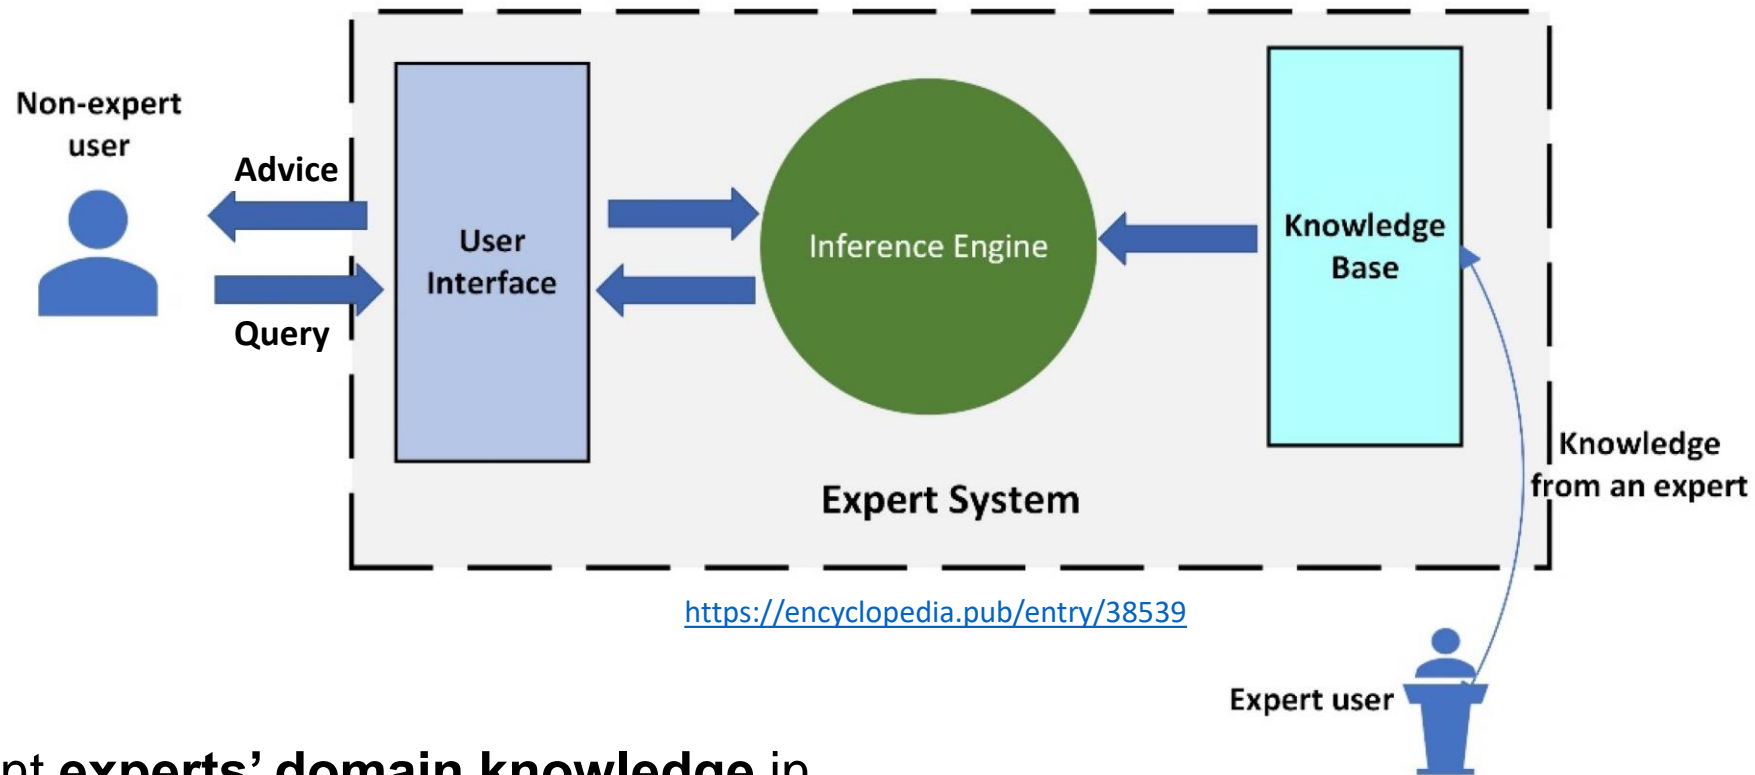 Non-expert
user
Advice
Query
User
Interface
Inference Engine
Knowledge
Base
Expert System
Knowledge
from an expert
https://encyclopedia.pub/entry/38539
Expert user
experts’ domain knowledge in